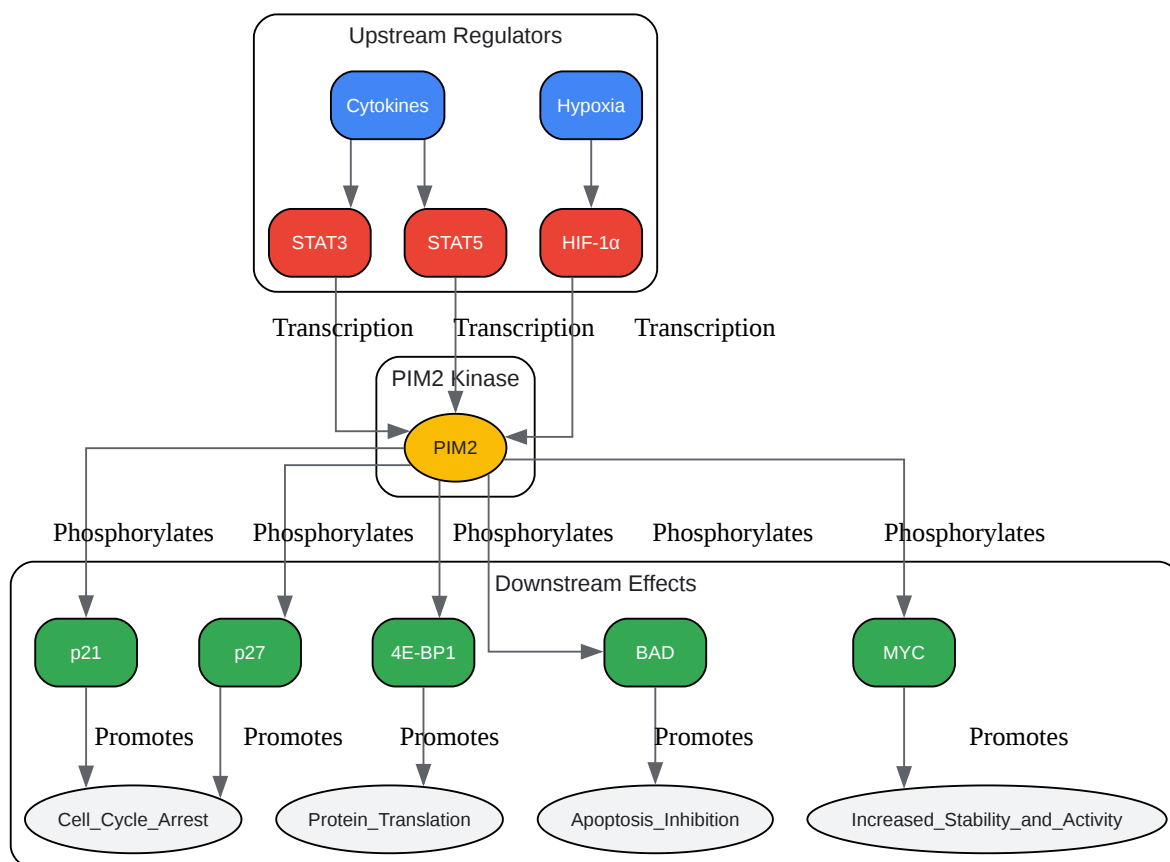 Upstream Regulators
Cytokines
Hypoxia
STAT3
STAT5
HIF-1α
Transcription
Transcription
Transcription
PIM2 Kinase
PIM2
Phosphorylates
Phosphorylates
Phosphorylates
Phosphorylates
Phosphorylates
Downstream Effects
p21
p27
4E-BP1
BAD
MYC
Promotes
Promotes
Promotes
Promotes
Promotes
Cell_Cycle_Arrest
Protein_Translation
Apoptosis_Inhibition
Increased_Stability_and_Activity